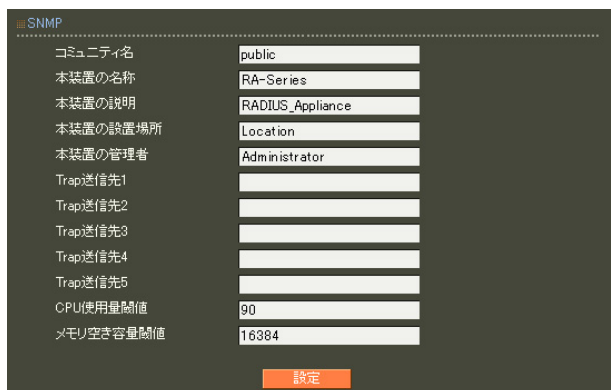 SNMP
コミュニティ名 public
本装置の名称 RA-Series
本装置の説明 RADIUS_Appliance
本装置の設置場所 Location
本装置の管理者 Administrator
Trap送信先1
Trap送信先2
Trap送信先3
Trap送信先4
Trap送信先5
CPU使用量閾値 90
メモリ空き容量閾値 16384
設定